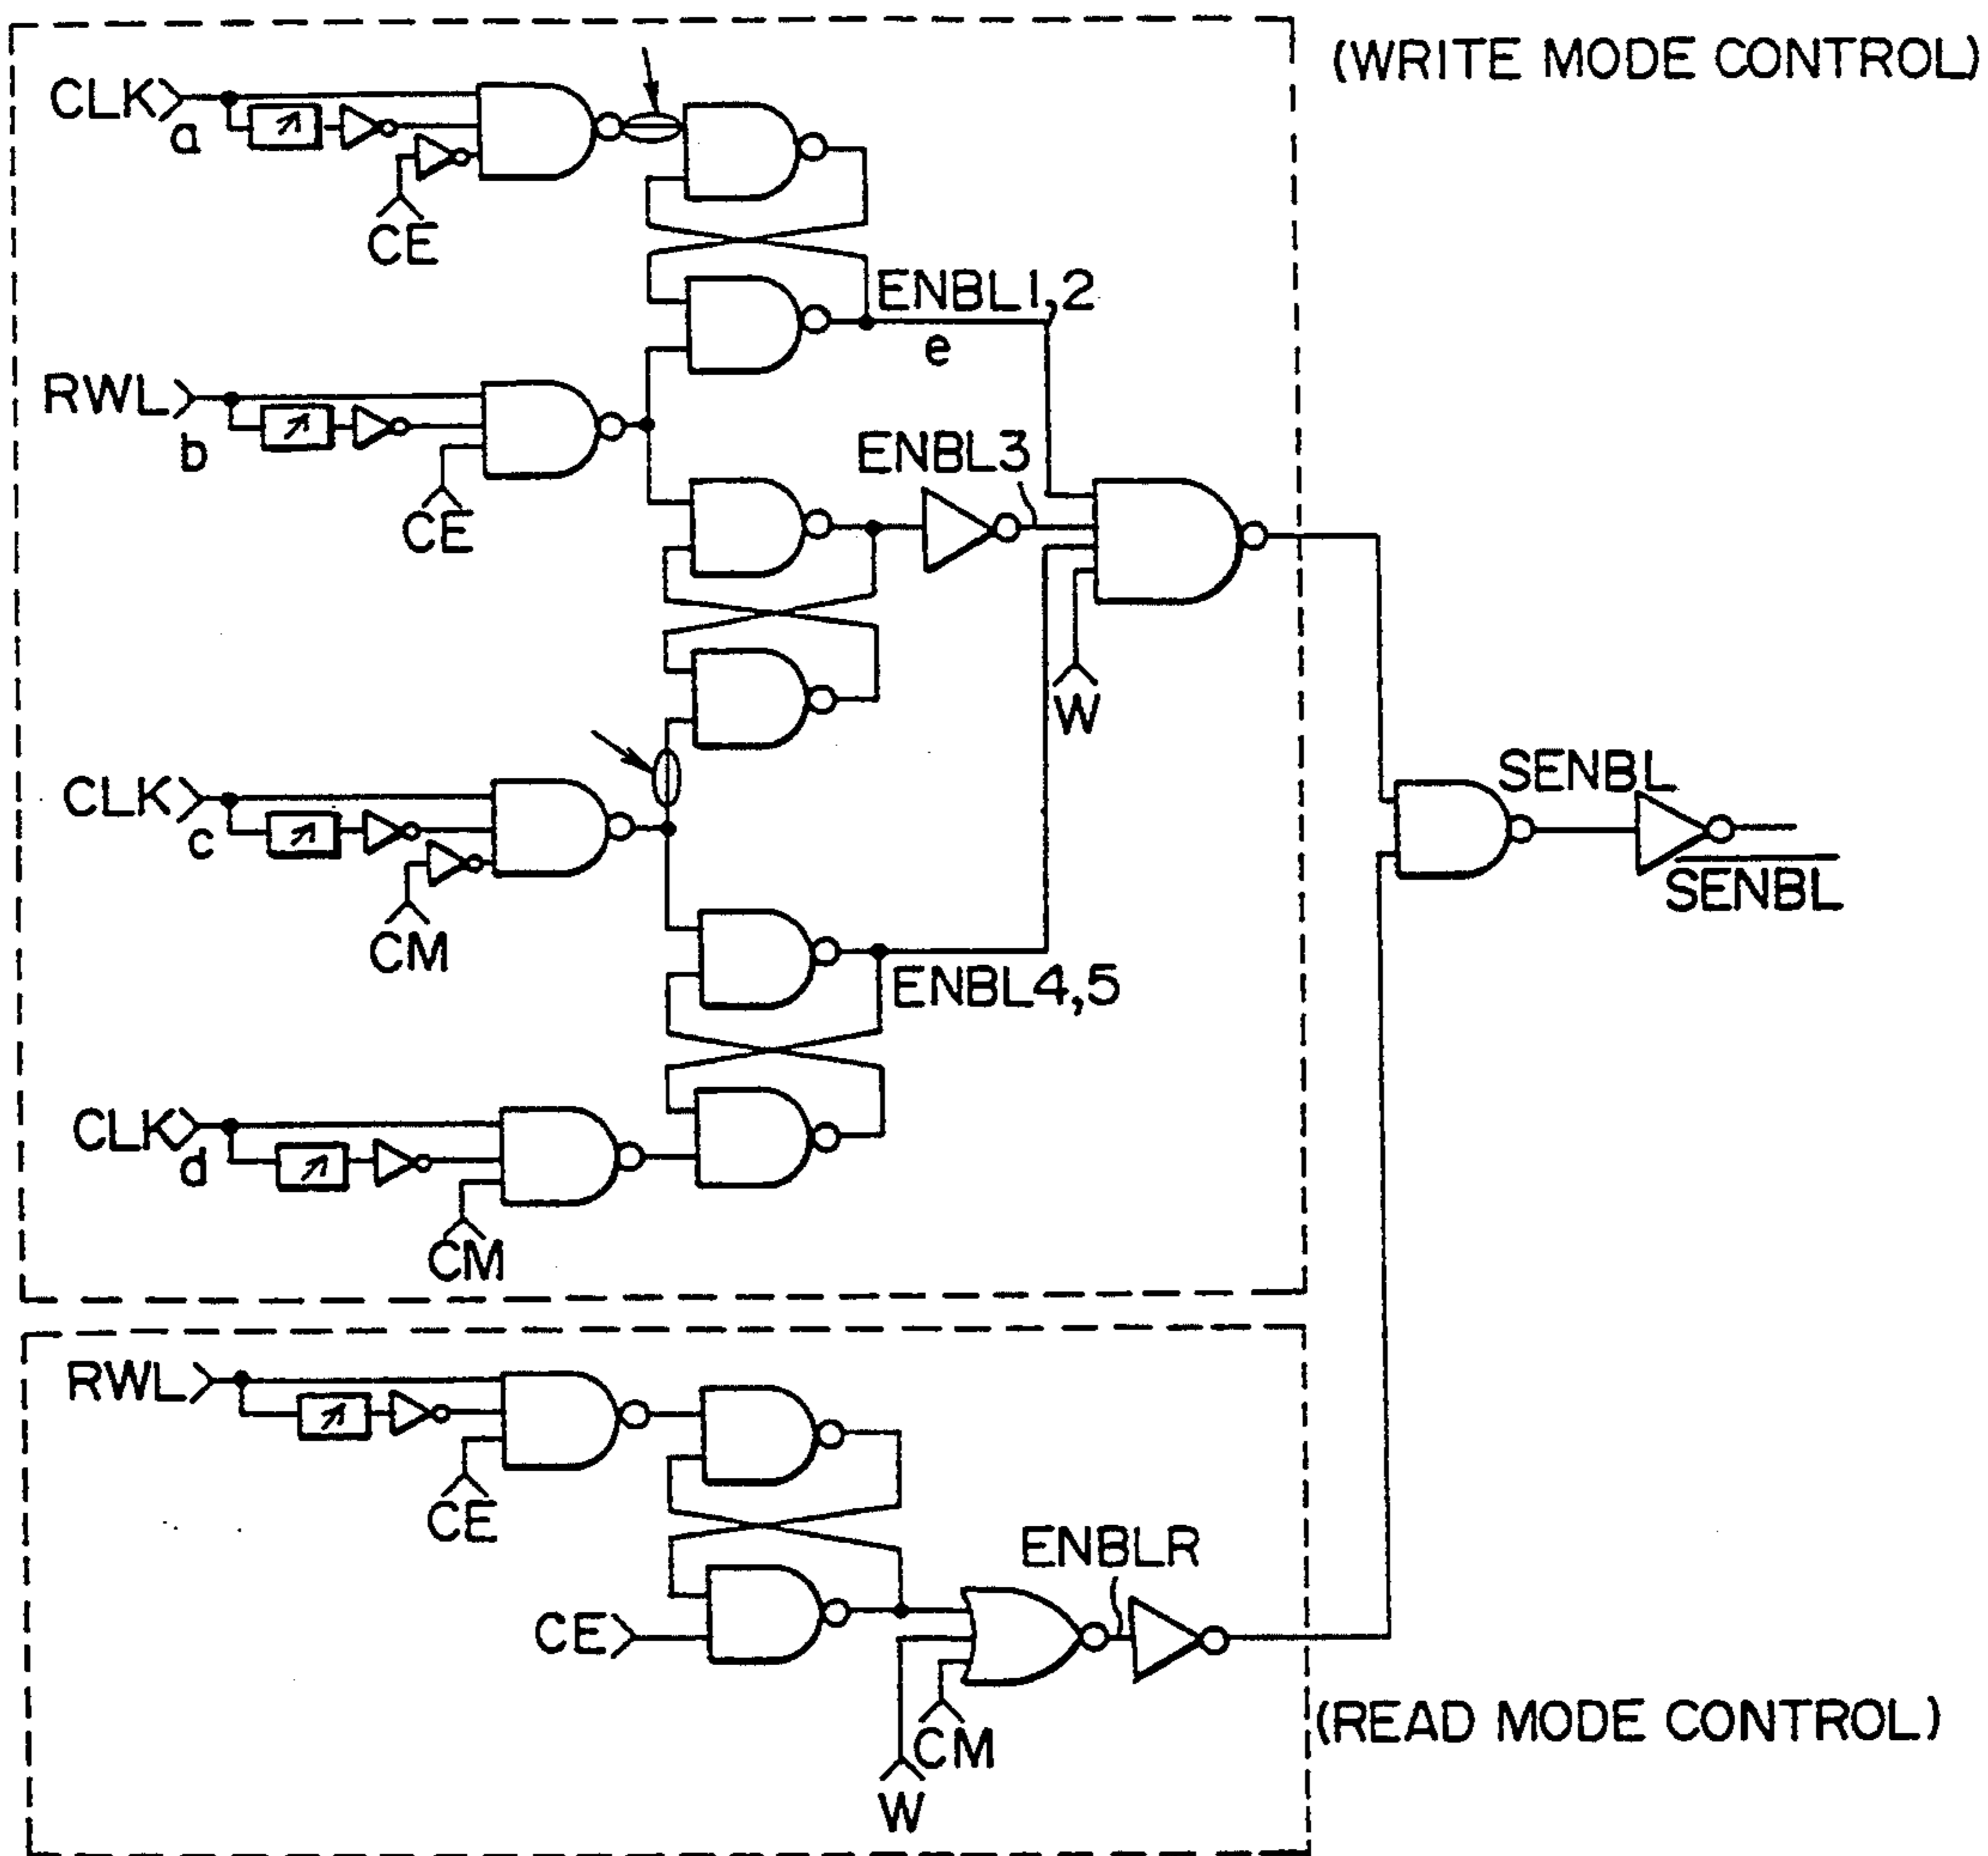 (WRITE MODE CONTROL)
CLK
a
CE
ENBL1,2
e
RWL
b
CE
ENBL3
W
CLK
c
CM
SENBL
SENBL
ENBL4,5
CLK
d
CM
RWL
CE
ENBLR
CE
CM
W
(READ MODE CONTROL)